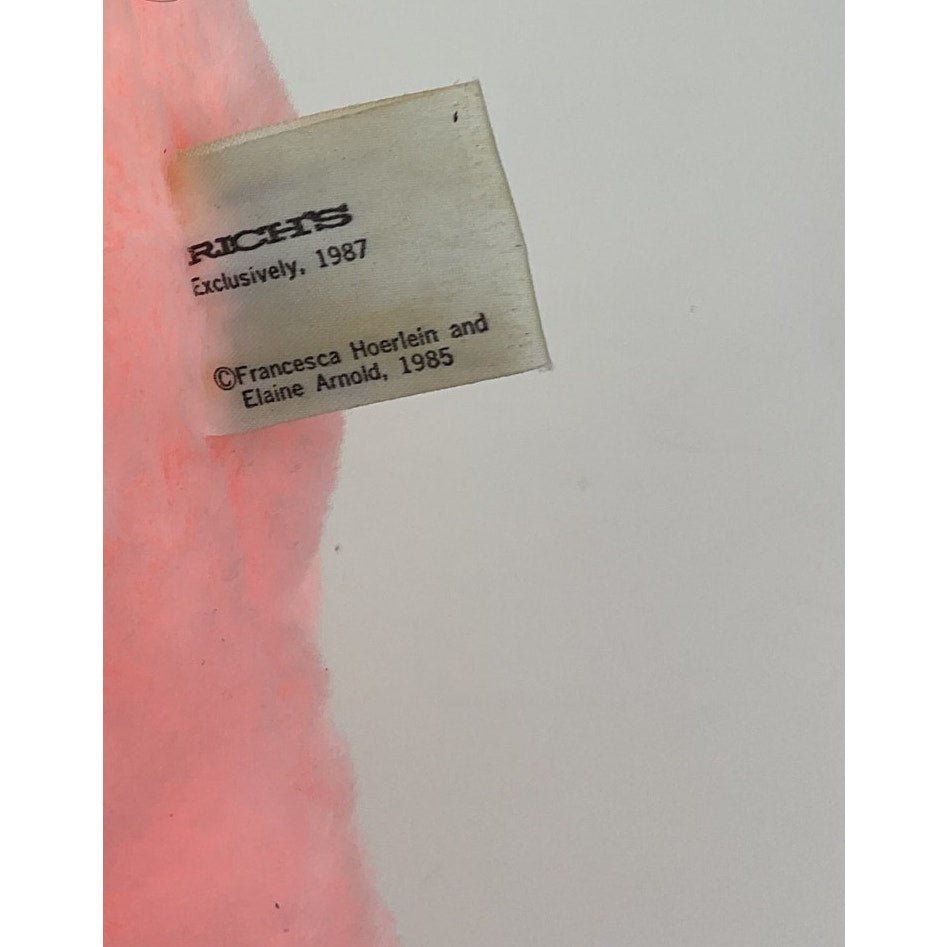 RICH'S
Exclusively, 1987
©Francesca Hoerlein and
Elaine Arnold, 1985